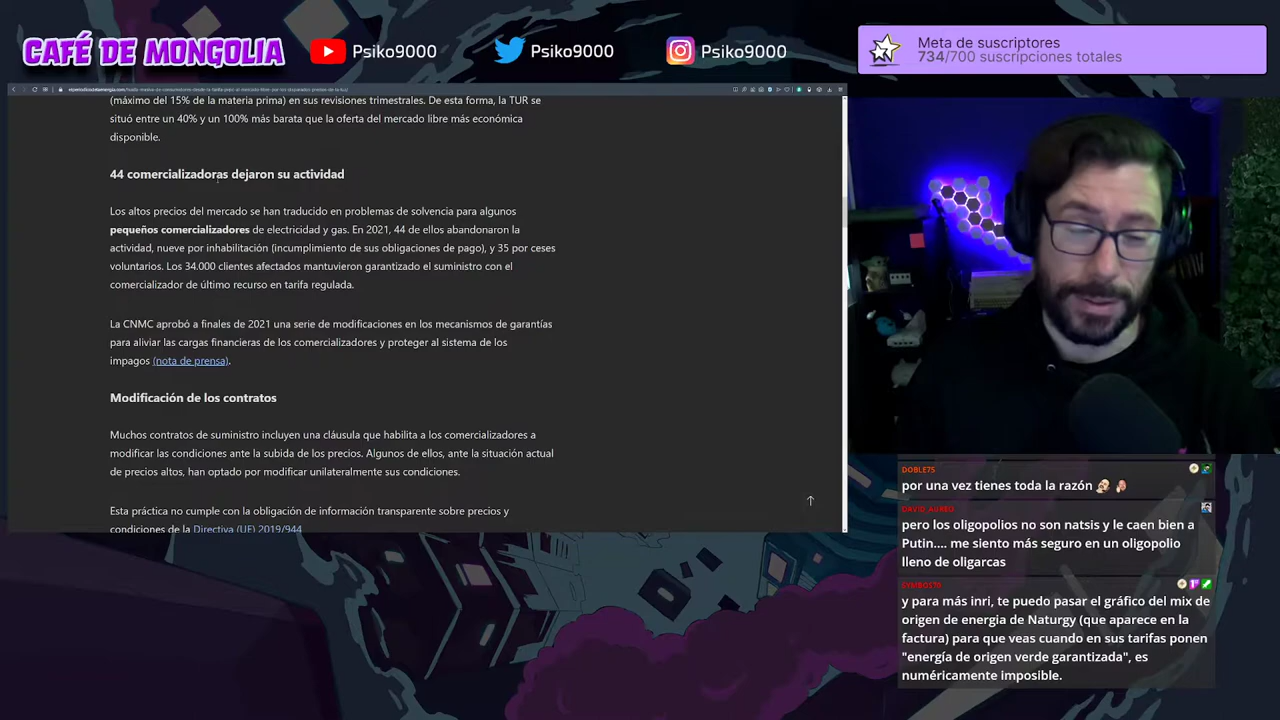 CAFÉ DE MONGOLIA
Psiko9000
Psiko9000
Psiko9000
Meta de suscriptores
734/700 suscripciones totales
(máximo del 15% de la materia prima) en sus revisiones trimestrales. De esta forma, la TUR se
situó entre un 40% y un 100% más barata que la oferta del mercado libre más económica
disponible.
44 comercializadoras dejaron su actividad
Los altos precios del mercado se han traducido en problemas de solvencia para algunos
pequeños comercializadores de electricidad y gas. En 2021, 44 de ellos abandonaron la
actividad, nueve por inhabilitación (incumplimiento de sus obligaciones de pago), y 35 por ceses
voluntarios. Los 34.000 clientes afectados mantuvieron garantizado el suministro con el
comercializador de último recurso en tarifa regulada.
La CNMC aprobó a finales de 2021 una serie de modificaciones en los mecanismos de garantías
para aliviar las cargas financieras de los comercializadores y proteger al sistema de los
impagos (nota de prensa).
Modificación de los contratos
Muchos contratos de suministro incluyen una cláusula que habilita a los comercializadores a
modificar las condiciones ante la subida de los precios. Algunos de ellos, ante la situación actual
de precios altos, han optado por modificar unilateralmente sus condiciones.
Esta práctica no cumple con la obligación de información transparente sobre precios y
condiciones de la Directiva (UE) 2019/944
DOBLE75
por una vez tienes toda la razón
DAVID_AUREO
pero los oligopolios no son natsis y le caen bien a
Putin.... me siento más seguro en un oligopolio
lleno de oligarcas
y para más inri, te puedo pasar el gráfico del mix de
origen de energia de Naturgy (que aparece en la
factura) para que veas cuando en sus tarifas ponen
"energía de origen verde garantizada", es
numéricamente imposible.